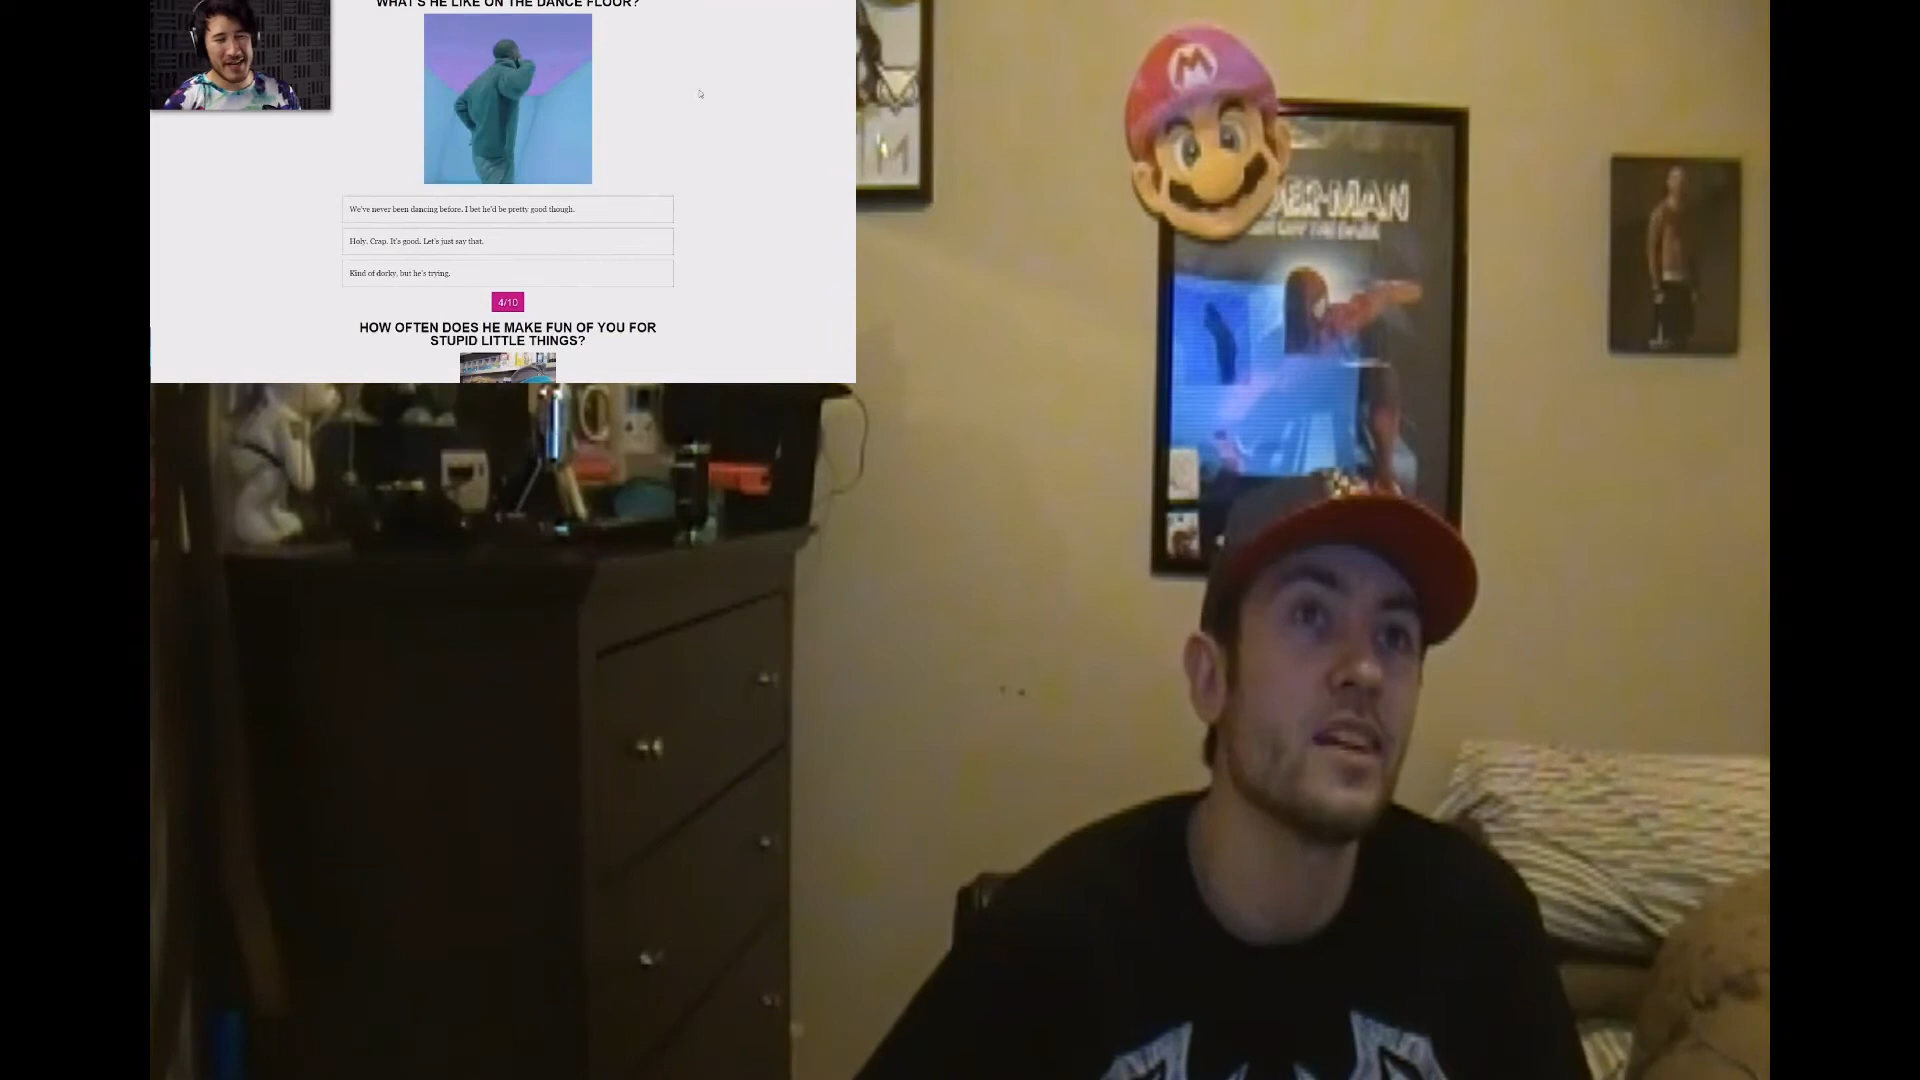 WHAT'S HE LIKE ON THE DANCE FLOOR?
We've never been dancing before. I bet he'd be pretty good though.
Holy. Crap. It's good. Let's just say that.
Kind of dorky, but he's trying.
4/10
HOW OFTEN DOES HE MAKE FUN OF YOU FOR
STUPID LITTLE THINGS?
M
DER-MAN